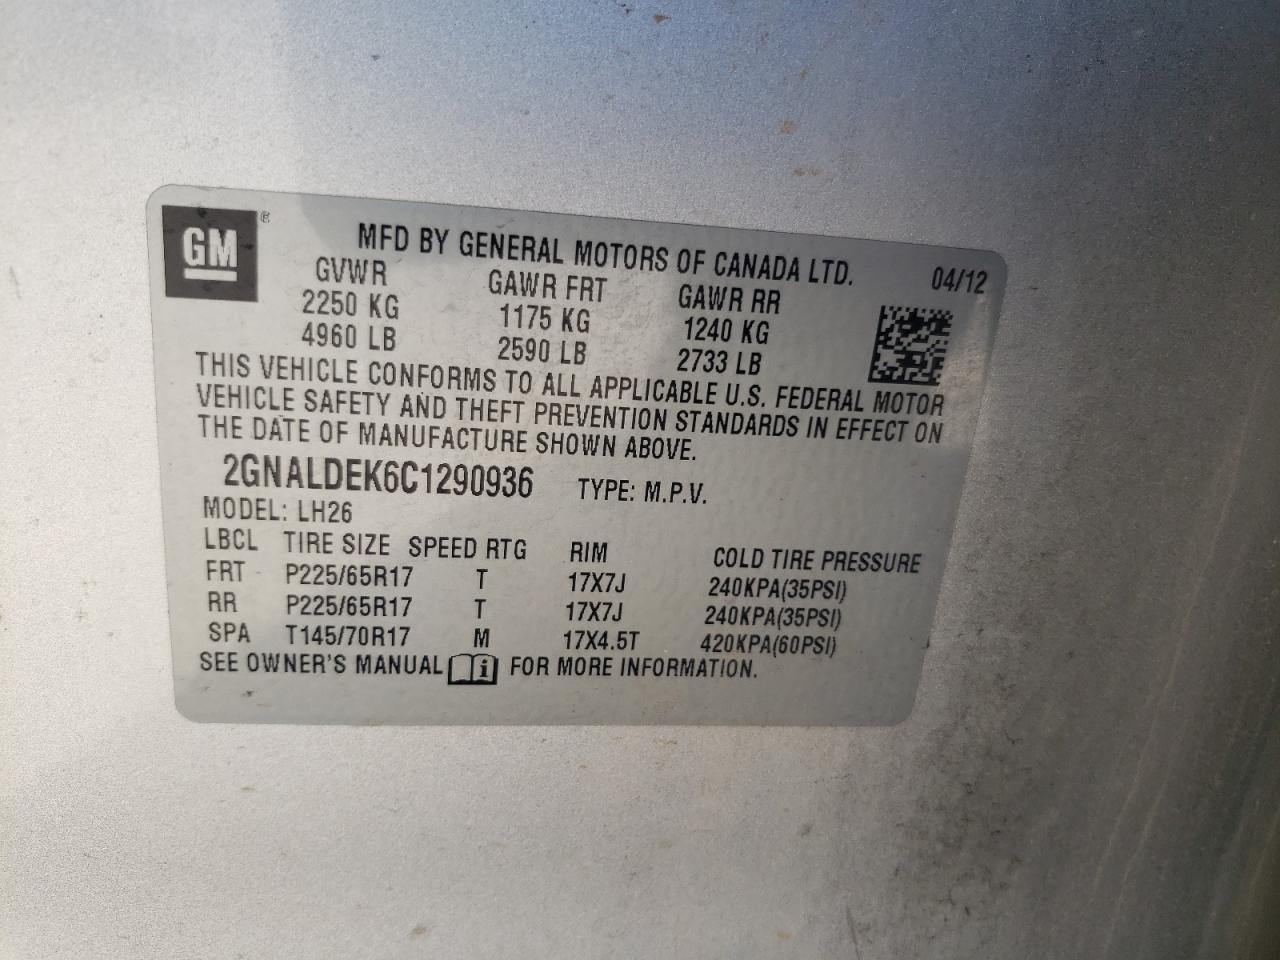 GM ®
MFD BY GENERAL MOTORS OF CANADA LTD.
04/12
GVWR GAWR FRT GAWR RR
2250 KG 1175 KG 1240 KG
4960 LB 2590 LB 2733 LB
THIS VEHICLE CONFORMS TO ALL APPLICABLE U.S. FEDERAL MOTOR
VEHICLE SAFETY AND THEFT PREVENTION STANDARDS IN EFFECT ON
THE DATE OF MANUFACTURE SHOWN ABOVE.
2GNALDEK6C1290936 TYPE: M.P.V.
MODEL: LH26
LBCL TIRE SIZE SPEED RTG RIM COLD TIRE PRESSURE
FRT P225/65R17 T 17X7J 240KPA(35PSI)
RR P225/65R17 T 17X7J 240KPA(35PSI)
SPA T145/70R17 M 17X4.5T 420KPA(60PSI)
SEE OWNER'S MANUAL i FOR MORE INFORMATION.